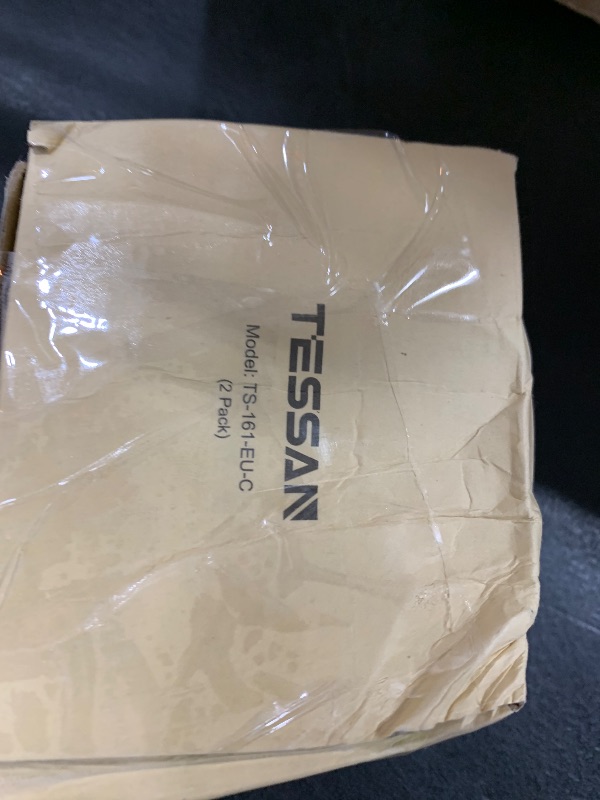 TESSAN
Model: TS-161-EU-C
(2 Pack)